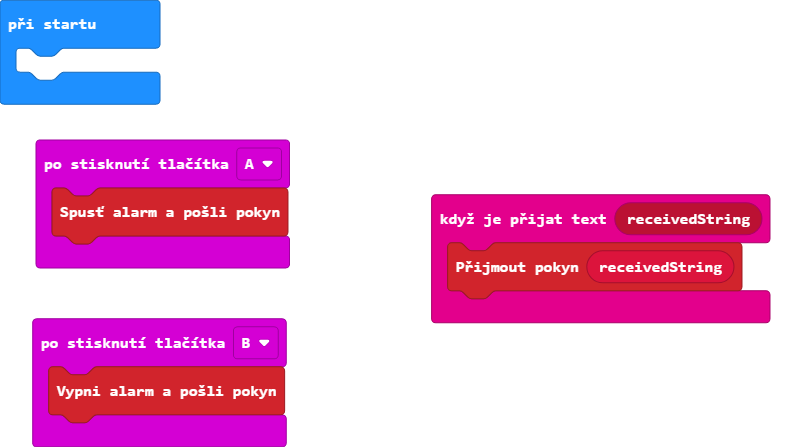 při startu
po stisknutí tlačítka A
Spusť alarm a pošli pokyn
když je přijat text receivedString
Přijmout pokyn receivedString
po stisknutí tlačítka B
Vypni alarm a pošli pokyn